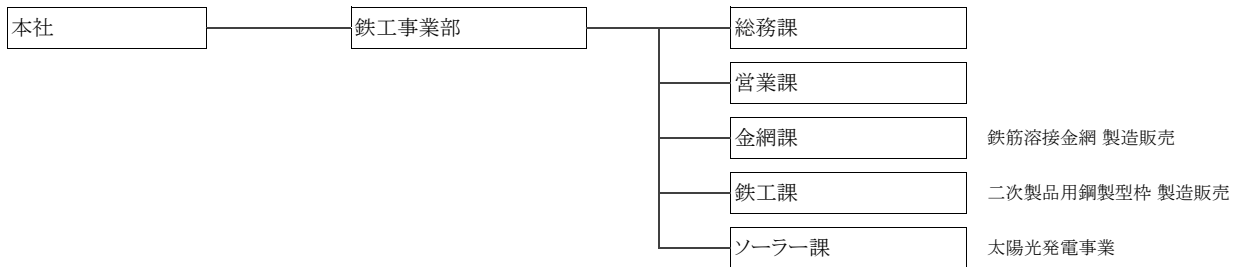 本社
鉄工事業部
総務課
営業課
金網課
鉄筋溶接金網 製造販売
鉄工課
二次製品用鋼製型枠 製造販売
ソーラー課
太陽光発電事業